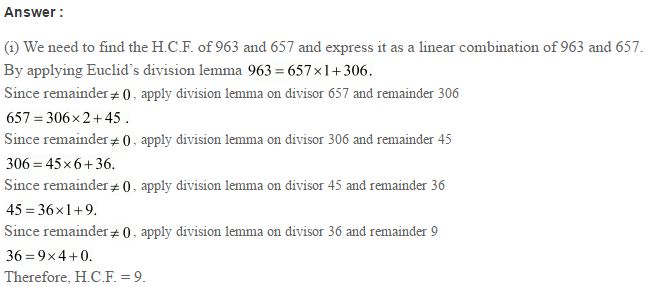 Answer :
(i) We need to find the H.C.F. of 963 and 657 and express it as a linear combination of 963 and 657.
By applying Euclid's division lemma 963 = 657×1+306.
Since remainder ≠ 0, apply division lemma on divisor 657 and remainder 306
657 = 306×2+45 .
Since remainder ≠ 0, apply division lemma on divisor 306 and remainder 45
306 = 45×6+36.
Since remainder ≠ 0, apply division lemma on divisor 45 and remainder 36
45 = 36×1+9.
Since remainder ≠ 0, apply division lemma on divisor 36 and remainder 9
36 = 9×4+0.
Therefore, H.C.F. = 9.